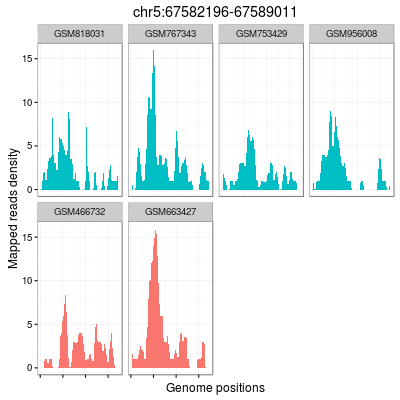 chr5:67582196-67589011
GSM818031 GSM767343 GSM753429 GSM956008
15
10
5
0
GSM466732 GSM663427
15
10
5
0
Mapped reads density
Genome positions